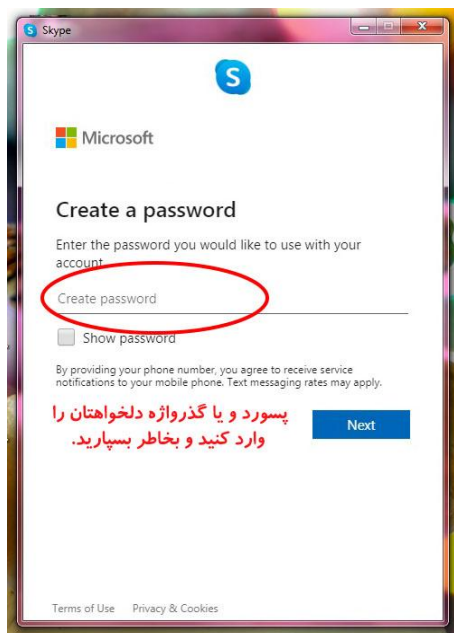 Skype
S
Microsoft
Create a password
Enter the password you would like to use with your
account.
Create password
Show password
By providing your phone number, you agree to receive service
notifications to your mobile phone. Text messaging rates may apply.
پسورد و یا گذرواژه دلخواهتان را
وارد کنید و بخاطر بسپارید.
Next
Terms of Use Privacy & Cookies